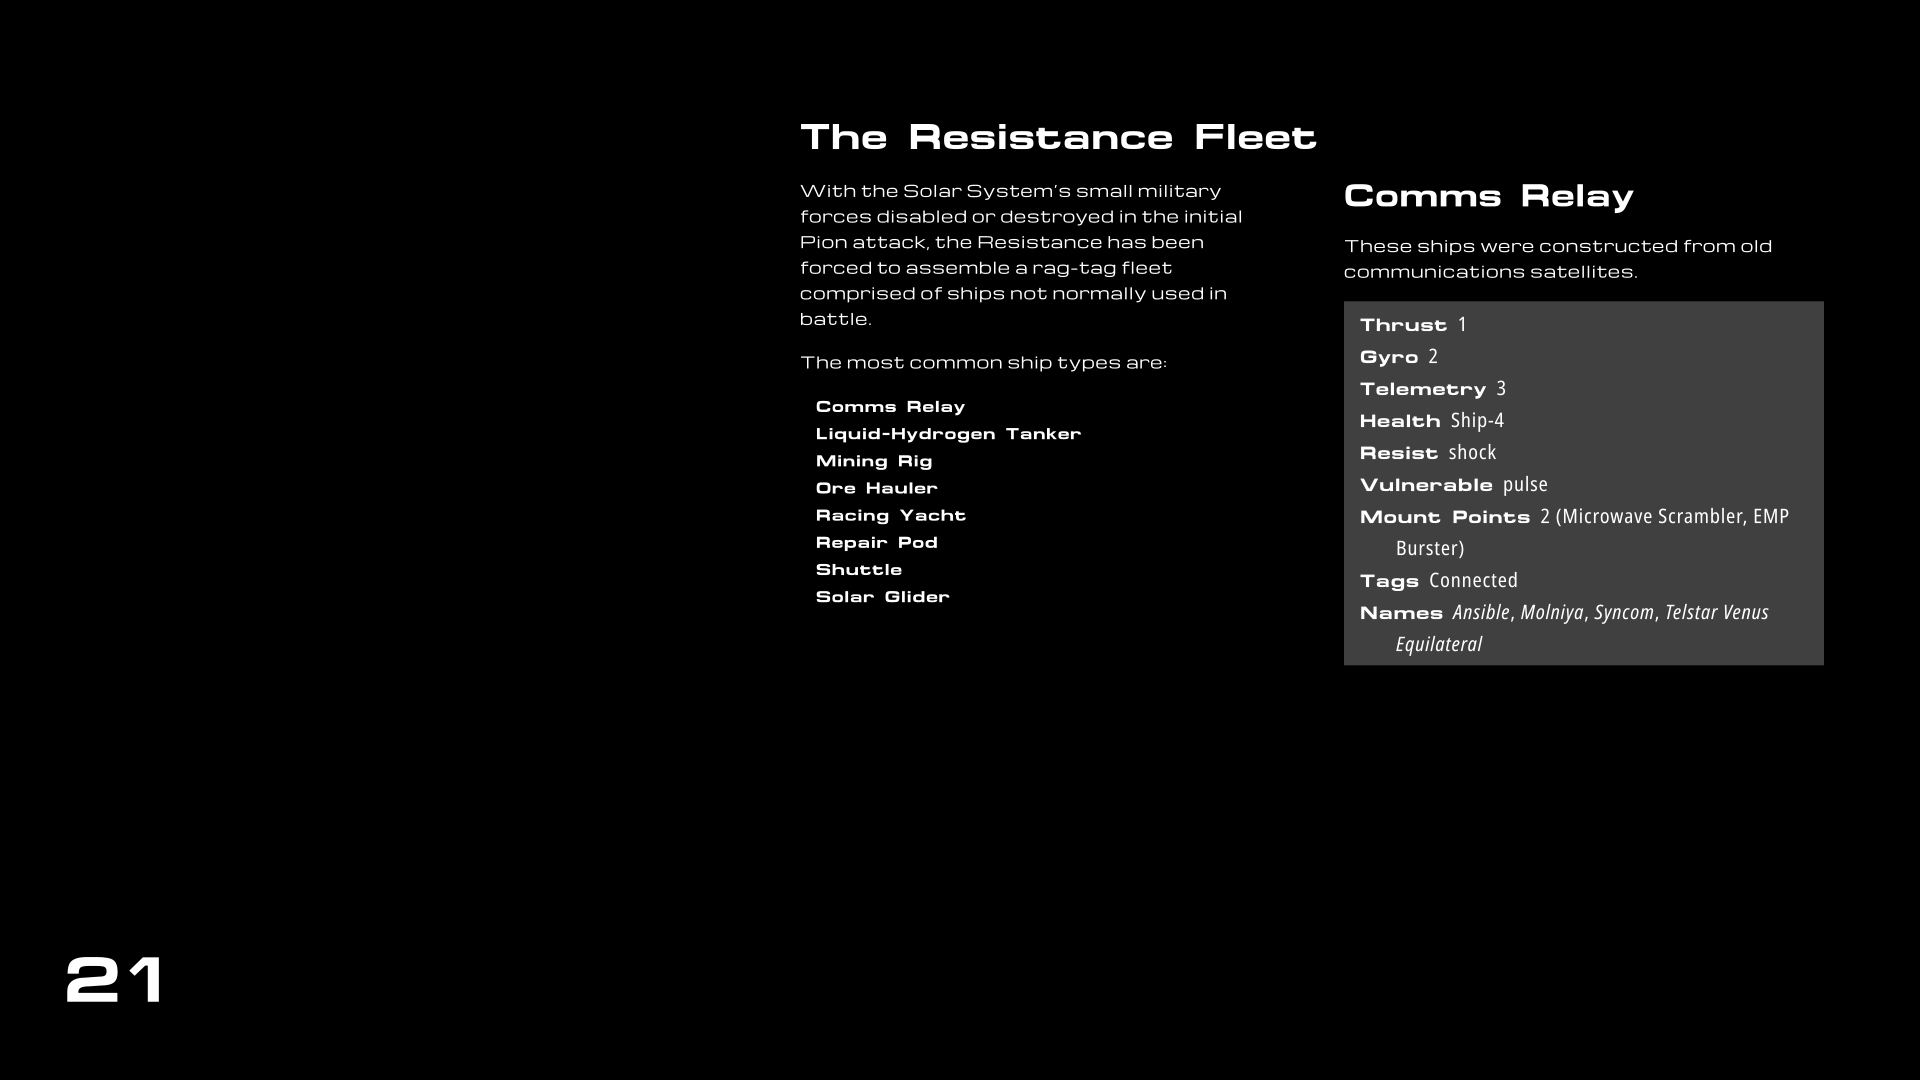 The Resistance Fleet
With the Solar System's small military
forces disabled or destroyed in the initial
Pion attack, the Resistance has been
forced to assemble a rag-tag fleet
comprised of ships not normally used in
battle.
The most common ship types are:
Comms Relay
Liquid-Hydrogen Tanker
Mining Rig
Ore Hauler
Racing Yacht
Repair Pod
Shuttle
Solar Glider
Comms Relay
These ships were constructed from old
communications satellites.
Thrust 1
Gyro 2
Telemetry 3
Health Ship-4
Resist shock
Vulnerable pulse
Mount Points 2 (Microwave Scrambler, EMP
Burster)
Tags Connected
Names Ansible, Molniya, Syncom, Telstar Venus
Equilateral
21